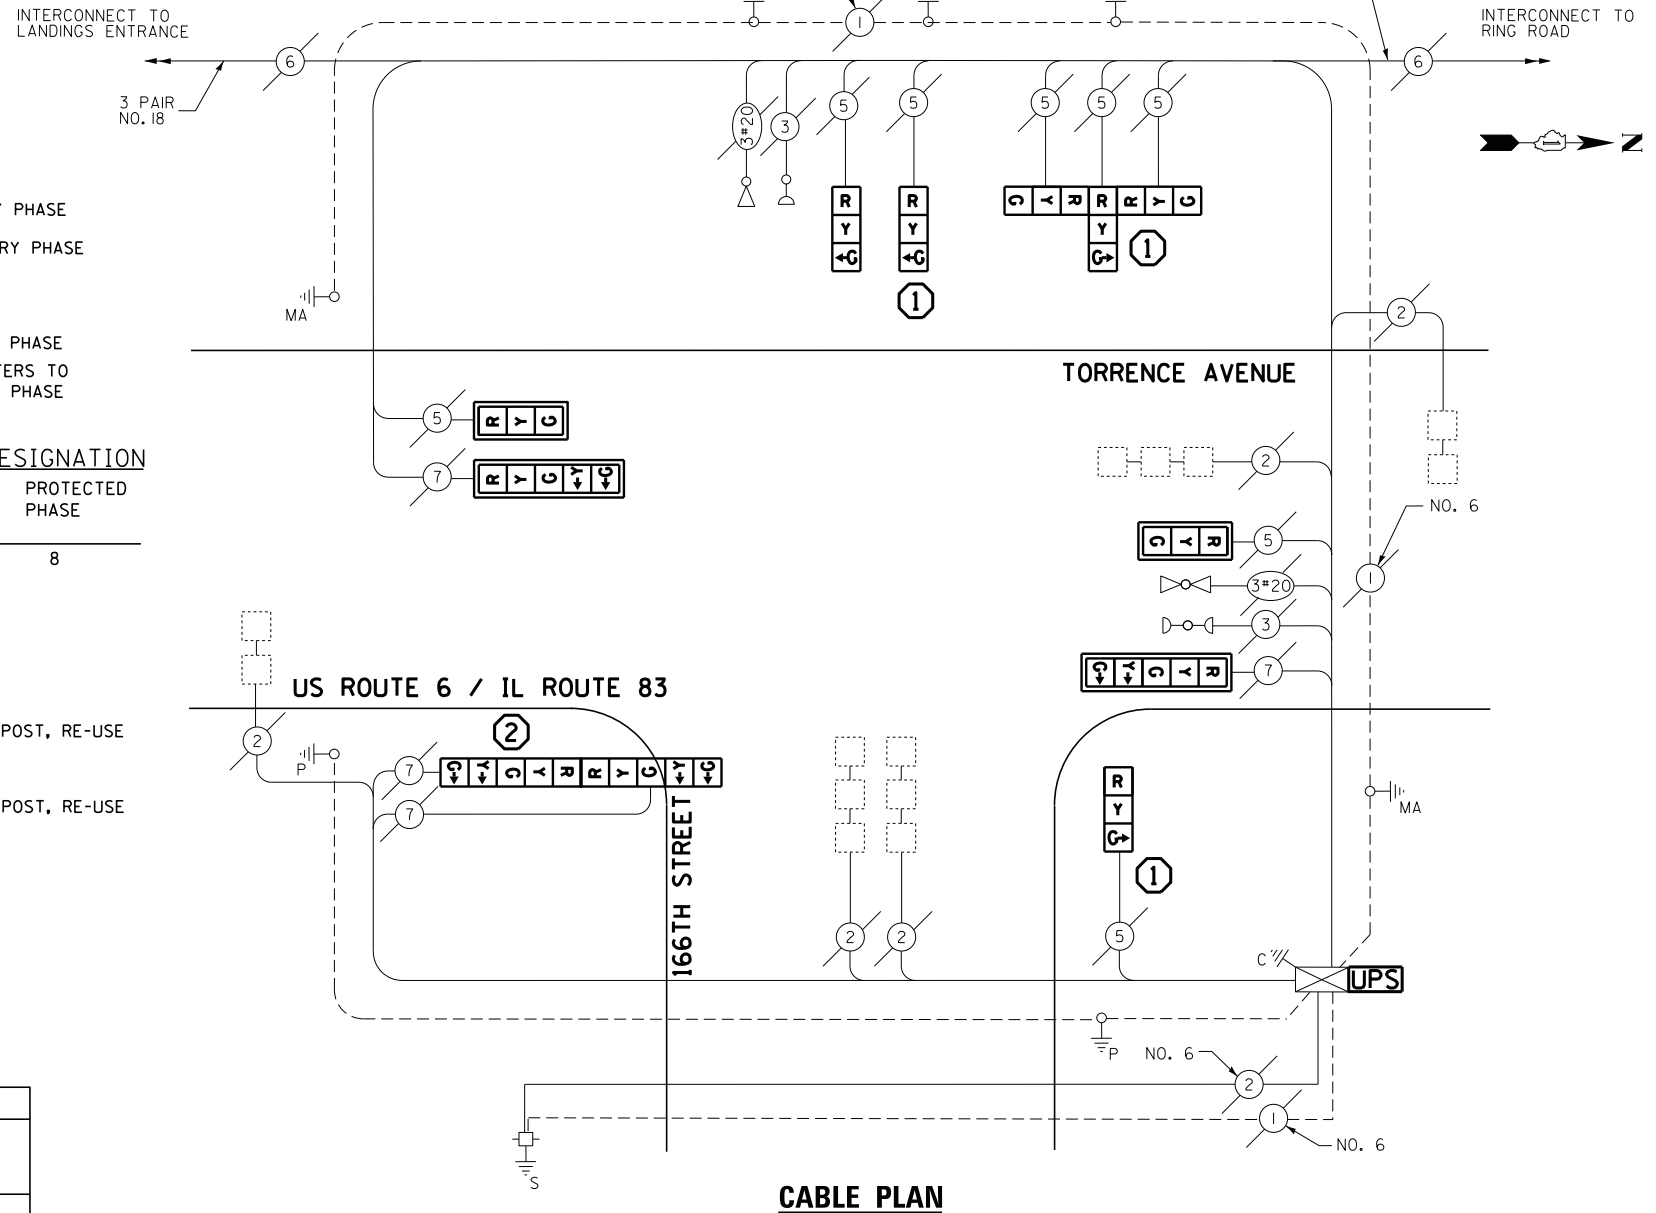 INTERCONNECT TO
LANDINGS ENTRANCE
1
INTERCONNECT TO
RING ROAD
6
6
3 PAIR
NO. 18
3#20
3
5
5
5
5
5
N
PHASE
RY PHASE
R
Y
G
R
Y
G
G Y R R R Y G
Y
G
1
1
MA
2
PHASE
TERS TO
PHASE
TORRENCE AVENUE
5
R Y G
7
R Y G Y G
ESIGNATION
PROTECTED
PHASE
8
2
NO. 6
G Y R
5
3#20
1
3
G Y G Y R
7
US ROUTE 6 / IL ROUTE 83
2
POST, RE-USE
2
P
7
G Y G Y R R Y G Y G
7
POST, RE-USE
166TH STREET
R
Y
G
1
MA
2
2
5
C
UPS
P
NO. 6
2
1
NO. 6
S
CABLE PLAN